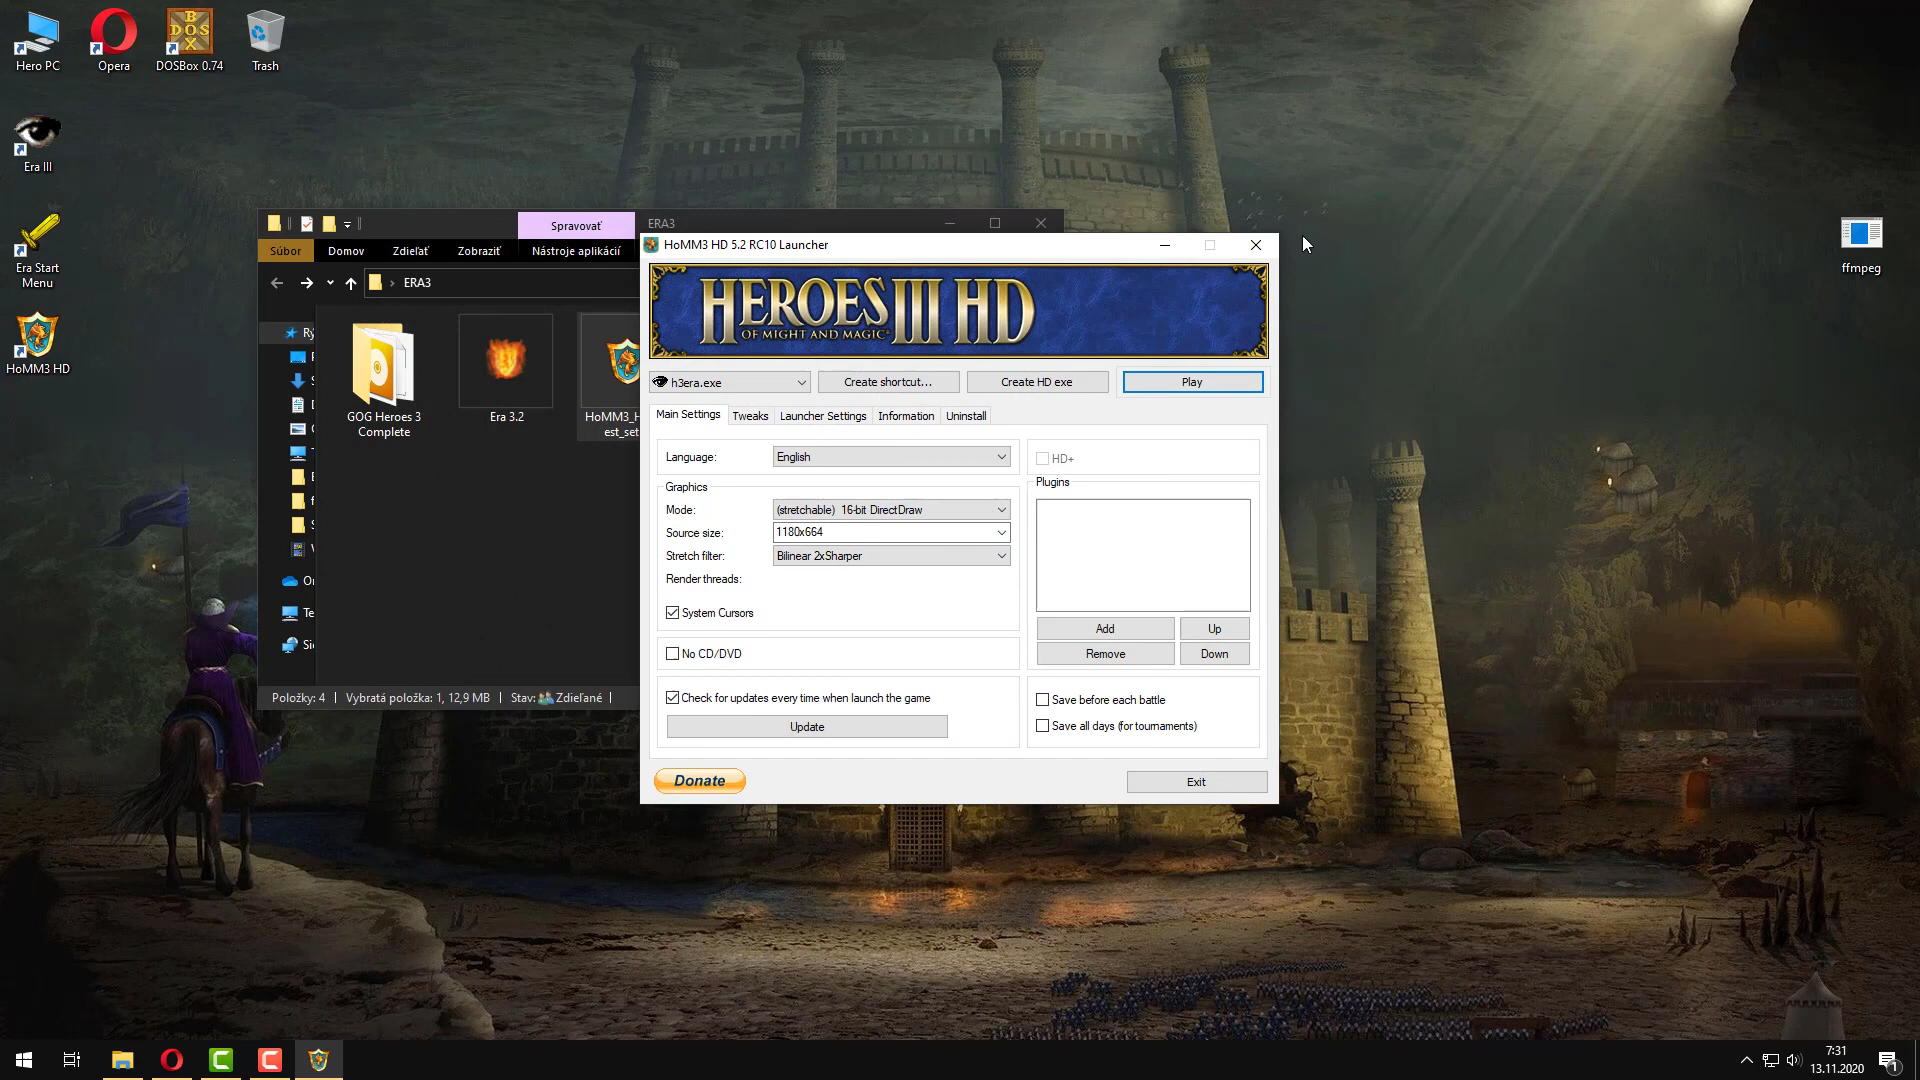 Hero PC
Opera
DOSBox 0.74
Trash
Era III
Era Start
Menu
HoMM3 HD
ffmpeg
Spravovať
ERA3
Súbor
Domov
Zdieľať
Zobraziť
Nástroje aplikácií
ERA3
GOG Heroes 3
Complete
Era 3.2
HoMM3_H
est_set
Položky: 4
Vybratá položka: 1, 12,9 MB
Stav:
Zdieľané
HoMM3 HD 5.2 RC10 Launcher
HEROES III HD
OF MIGHT AND MAGIC
h3era.exe
Create shortcut...
Create HD exe
Play
Main Settings
Tweaks
Launcher Settings
Information
Uninstall
Language:
English
HD+
Graphics
Mode:
(stretchable) 16-bit DirectDraw
Source size:
1180x664
Stretch filter:
Bilinear 2xSharper
Render threads:
System Cursors
No CD/DVD
Check for updates every time when launch the game
Update
Plugins
Add
Up
Remove
Down
Save before each battle
Save all days (for tournaments)
Donate
Exit
7:31
13.11.2020
1